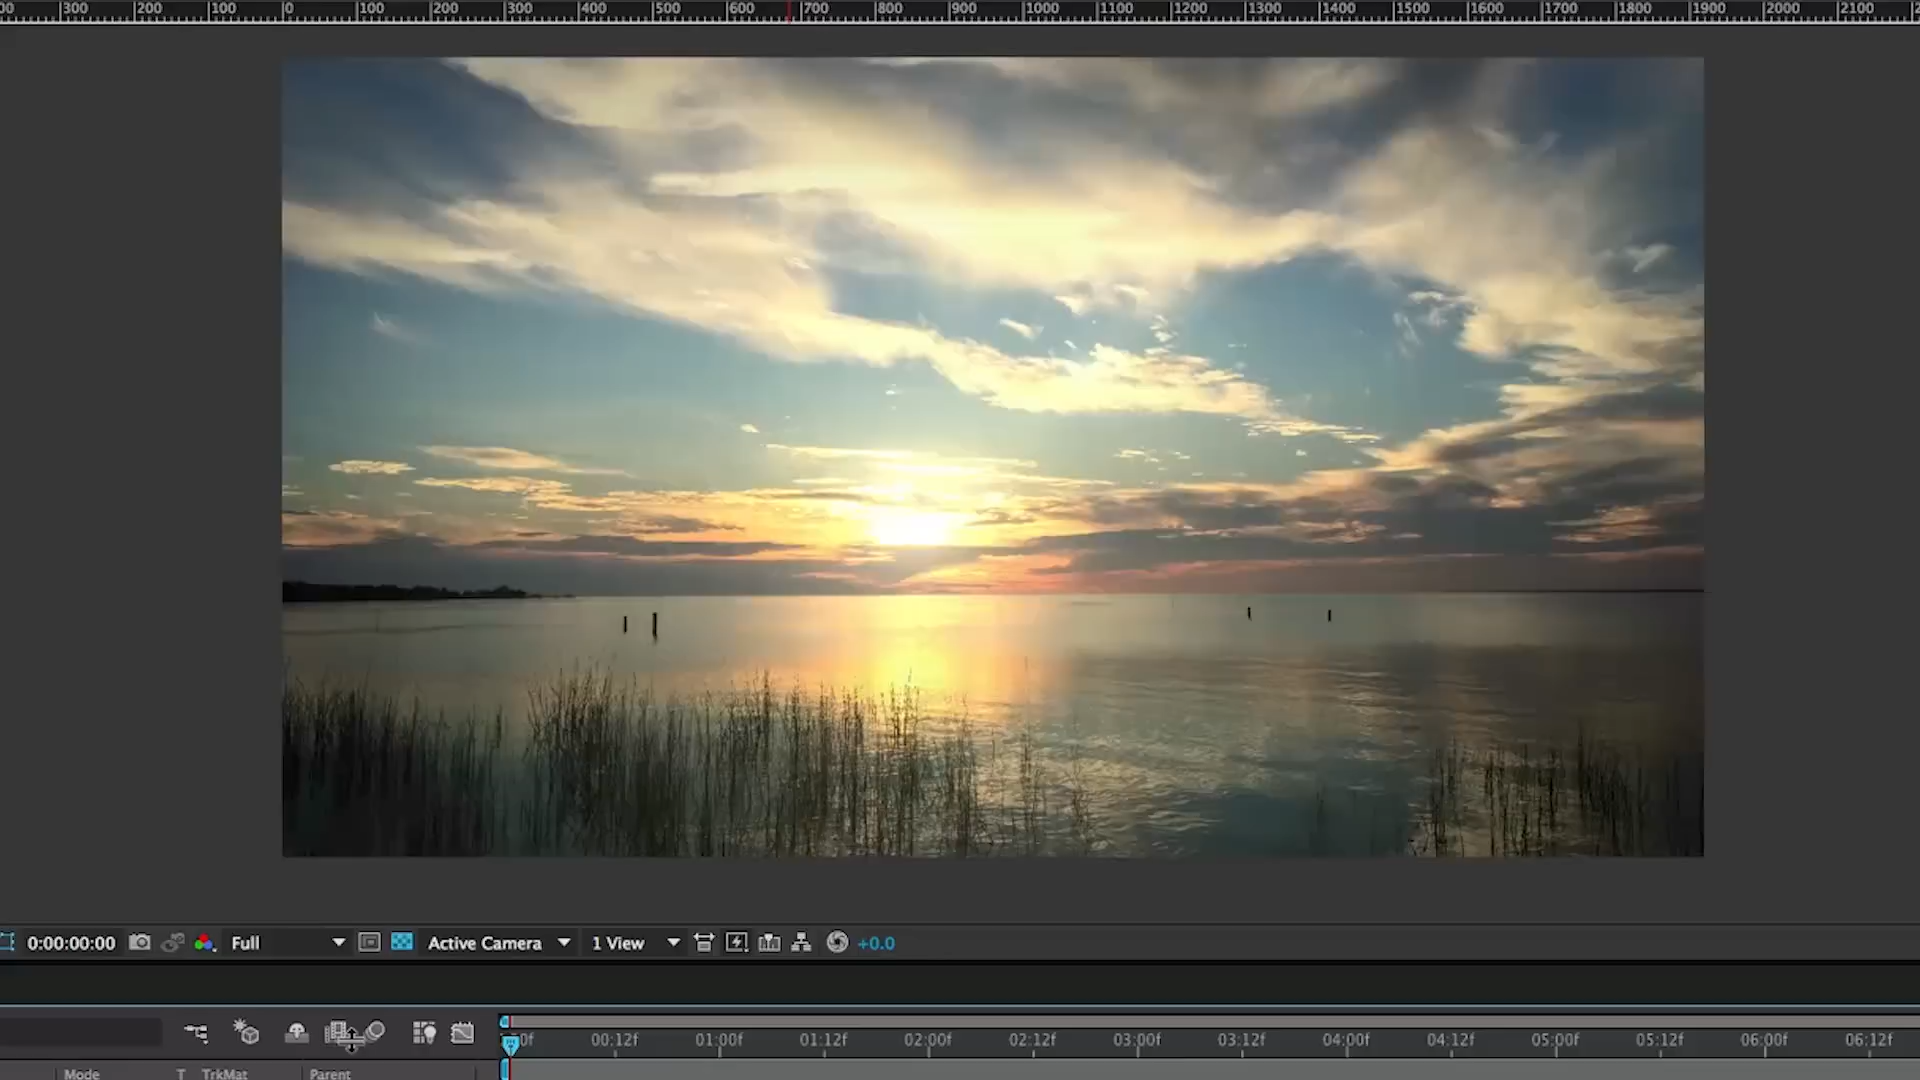 00 300 200 100 0 100 200 300 400 500 600 700 800 900 1000 1100 1200 1300 1400 1500 1600 1700 1800 1900 2000 2100 2
0:00:00:00 Full Active Camera 1 View +0.0
0f 00:12f 01:00f 01:12f 02:00f 02:12f 03:00f 03:12f 04:00f 04:12f 05:00f 05:12f 06:00f 06:12f
Mode T TrkMat Parent